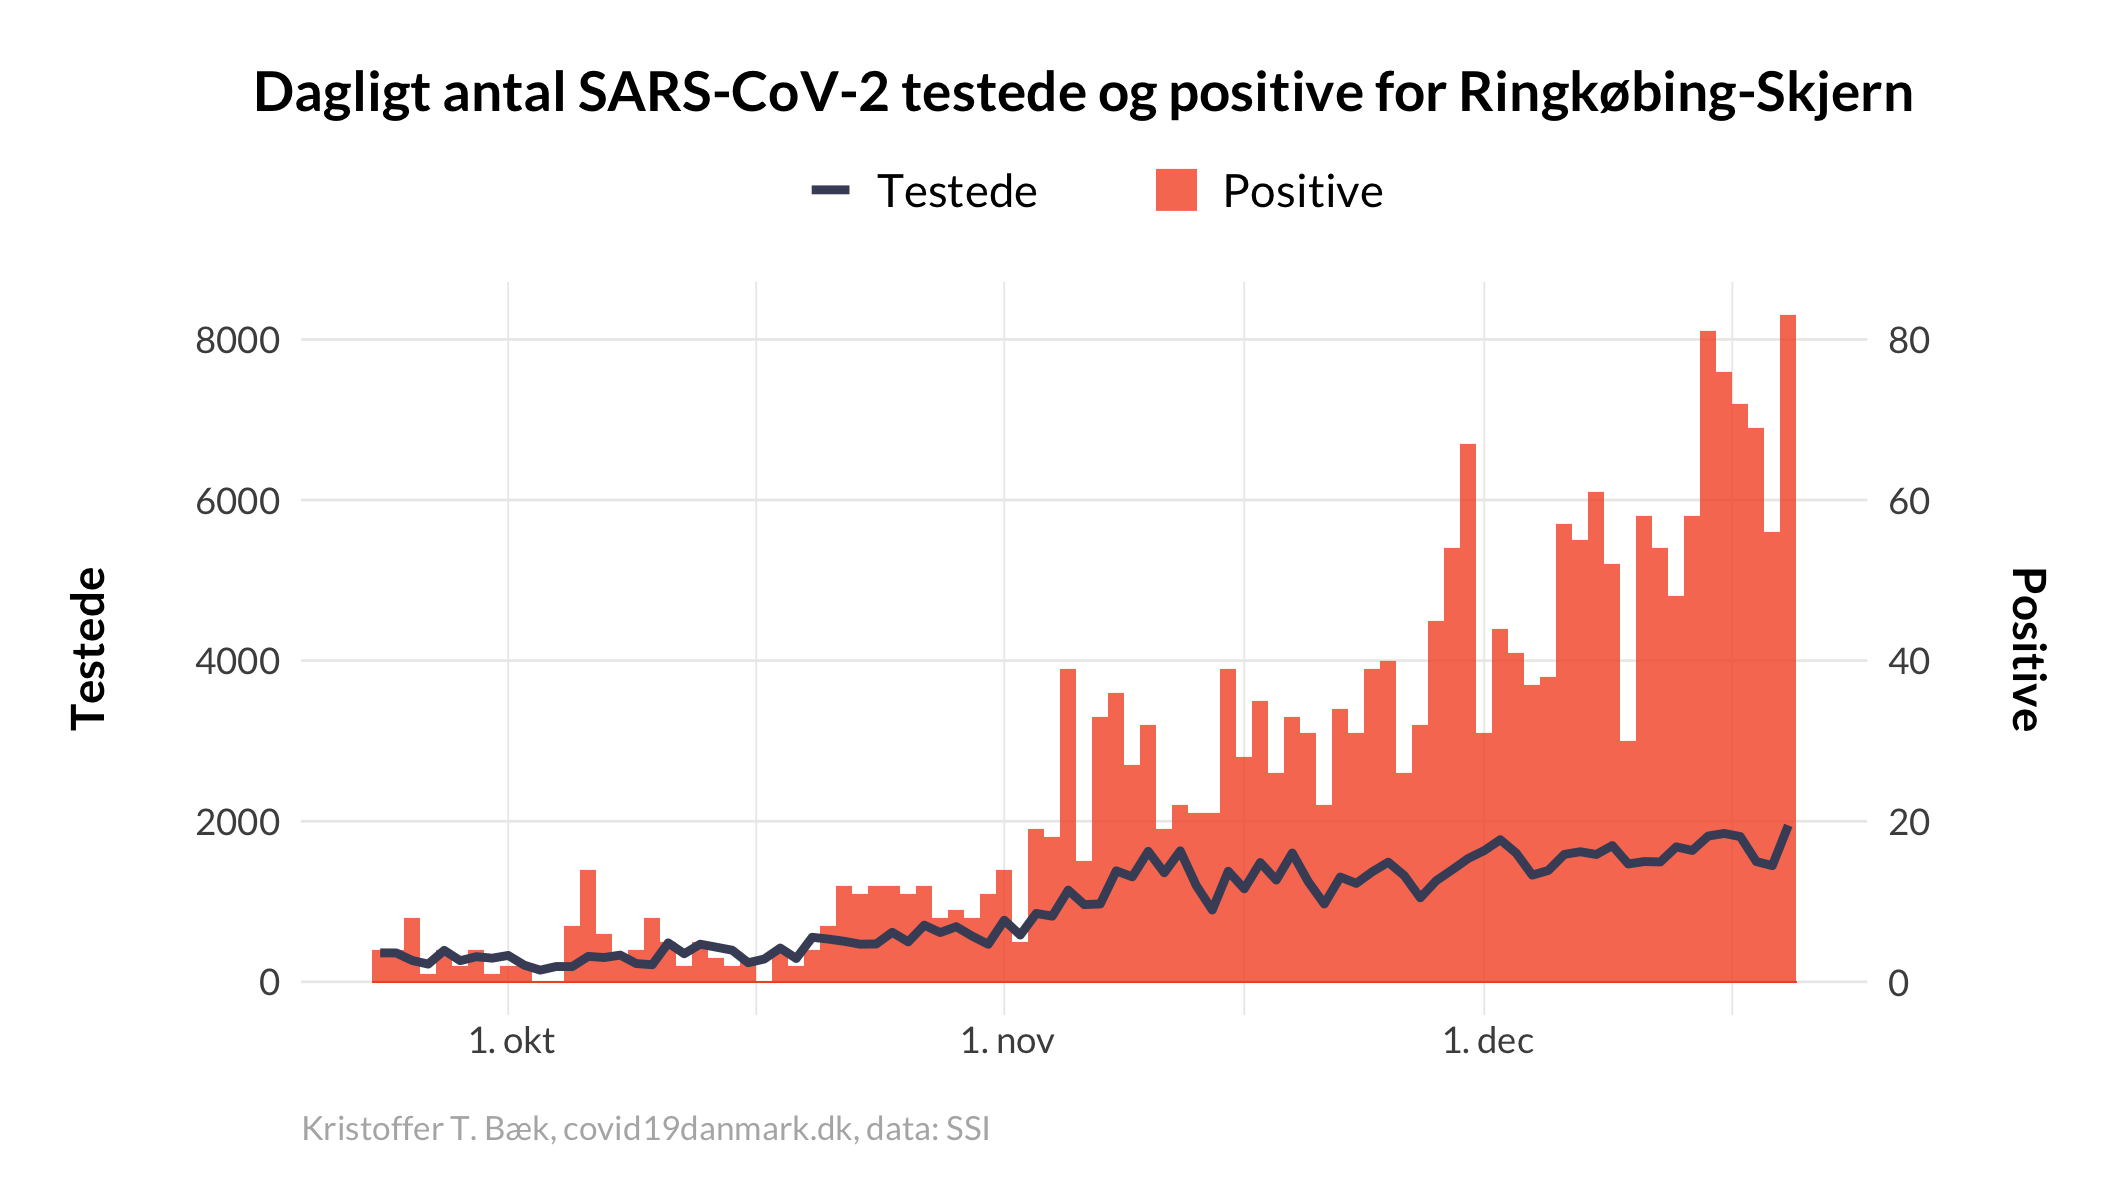 Dagligt antal SARS-CoV-2 testede og positive for Ringkøbing-Skjern
Testede
Positive
8000
6000
4000
2000
0
80
60
40
20
0
Testede
Positive
1. okt
1. nov
1. dec
Kristoffer T. Bæk, covid19danmark.dk, data: SSI